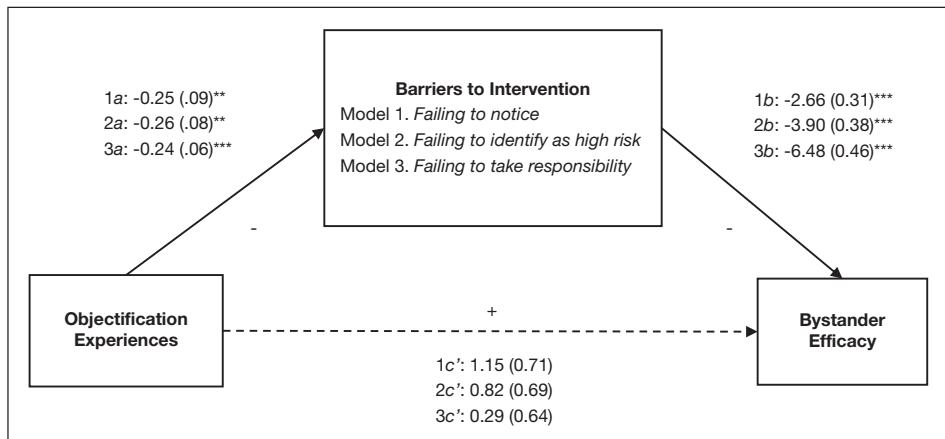 Barriers to Intervention
Model 1. Failing to notice
Model 2. Failing to identify as high risk
Model 3. Failing to take responsibility
1a: -0.25 (.09)**
2a: -0.26 (.08)**
3a: -0.24 (.06)***
1b: -2.66 (0.31)***
2b: -3.90 (0.38)***
3b: -6.48 (0.46)***
-
-
Objectification
Experiences
+
Bystander
Efficacy
1c’: 1.15 (0.71)
2c’: 0.82 (0.69)
3c’: 0.29 (0.64)